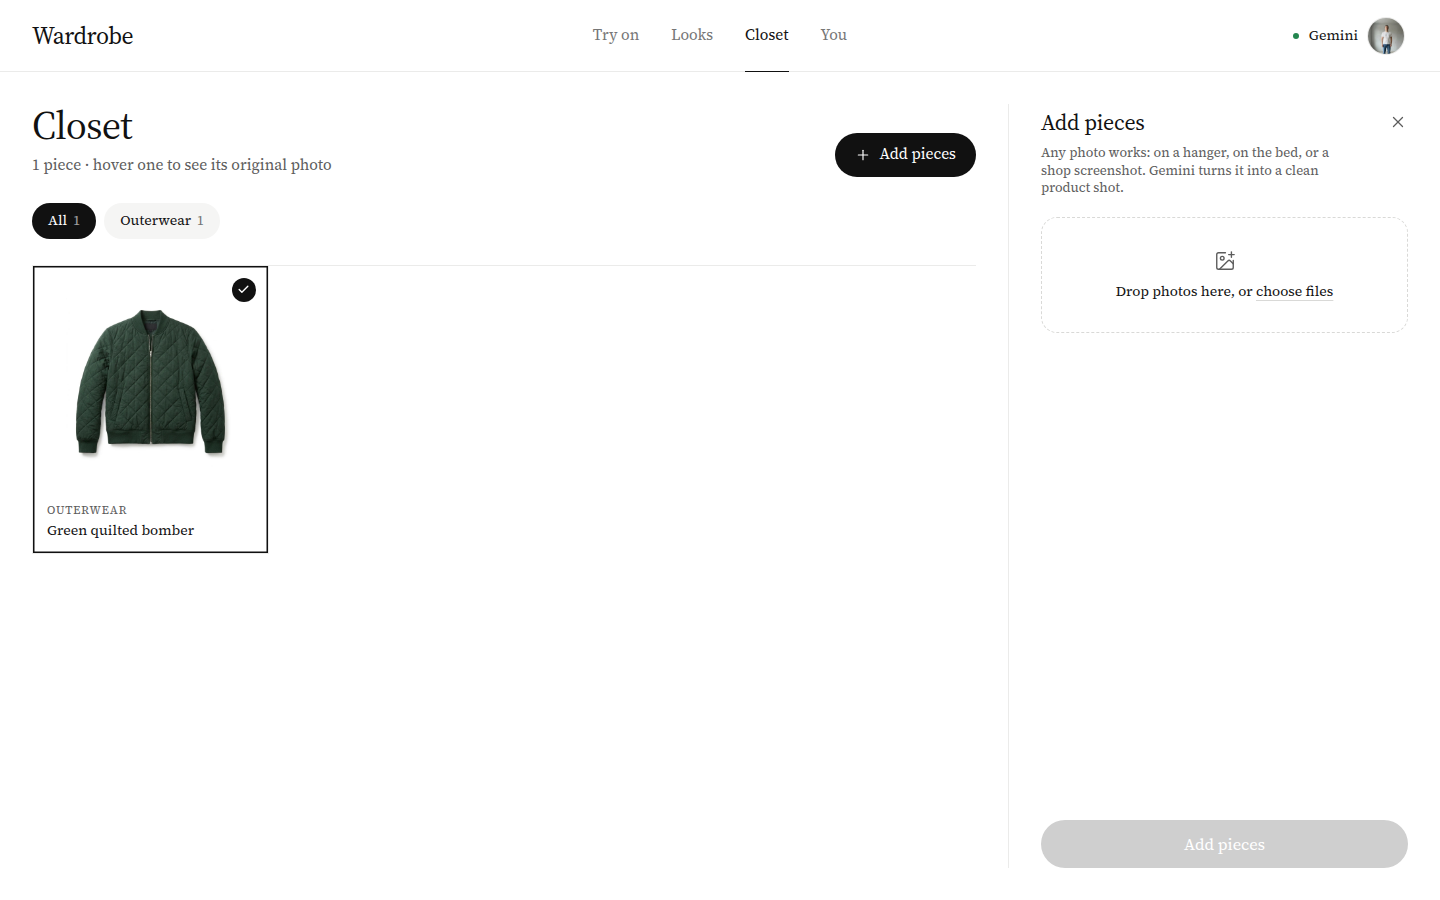 Wardrobe
Try on
Looks
Closet
You
Gemini
Closet
1 piece · hover one to see its original photo
Add pieces
All 1
Outerwear 1
OUTERWEAR
Green quilted bomber
Add pieces
Any photo works: on a hanger, on the bed, or a
shop screenshot. Gemini turns it into a clean
product shot.
Drop photos here, or choose files
Add pieces